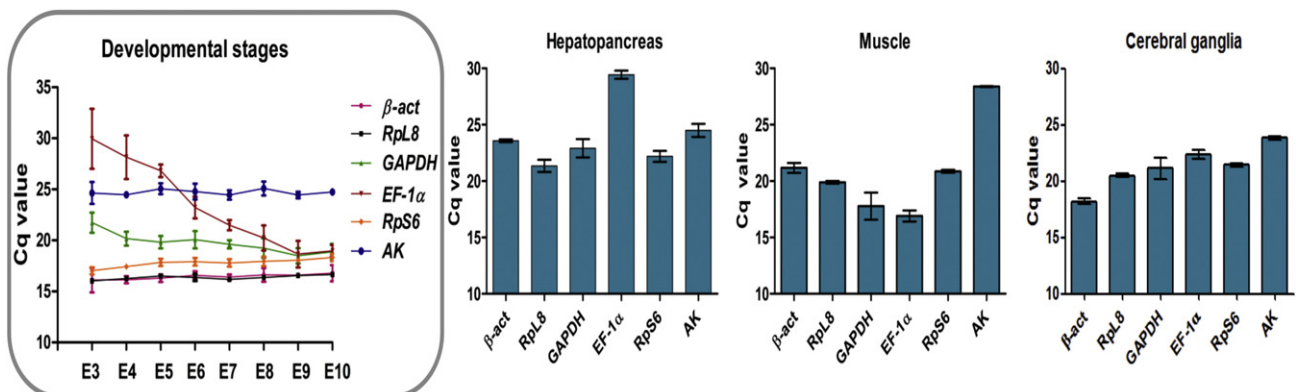 Developmental stages
Cq value
35
30
25
20
15
10
E3 E4 E5 E6 E7 E8 E9 E10
β-act
RpL8
GAPDH
EF-1α
RpS6
AK
Hepatopancreas
Cq value
30
25
20
15
10
β-act RpL8 GAPDH EF-1α RpS6 AK
Muscle
Cq value
30
25
20
15
10
β-act RpL8 GAPDH EF-1α RpS6 AK
Cerebral ganglia
Cq value
30
25
20
15
10
β-act RpL8 GAPDH EF-1α RpS6 AK